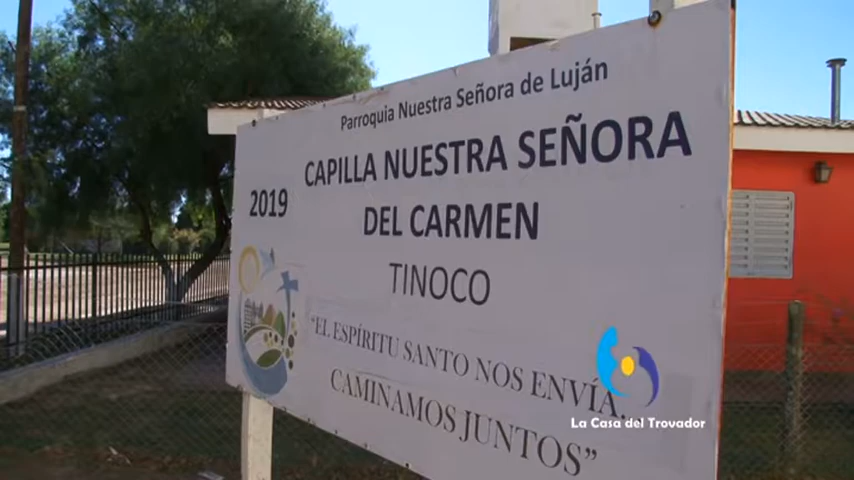 Parroquia Nuestra Señora de Luján
2019
CAPILLA NUESTRA SEÑORA
DEL CARMEN
TINOCO
"EL ESPÍRITU SANTO NOS ENVÍA...
CAMINAMOS JUNTOS"
La Casa del Trovador